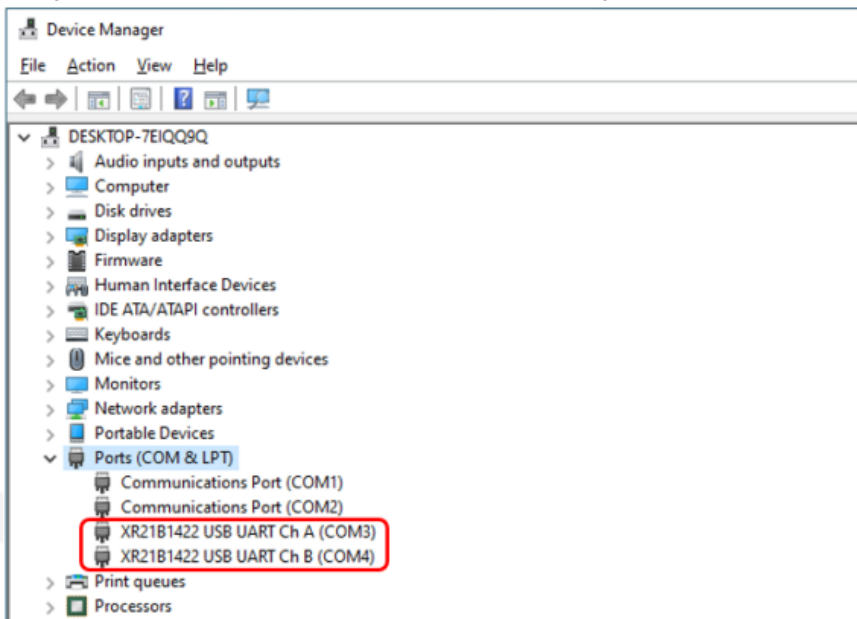 Device Manager
File Action View Help
DESKTOP-7EIQQ9Q
Audio inputs and outputs
Computer
Disk drives
Display adapters
Firmware
Human Interface Devices
IDE ATA/ATAPI controllers
Keyboards
Mice and other pointing devices
Monitors
Network adapters
Portable Devices
Ports (COM & LPT)
Communications Port (COM1)
Communications Port (COM2)
XR21B1422 USB UART Ch A (COM3)
XR21B1422 USB UART Ch B (COM4)
Print queues
Processors